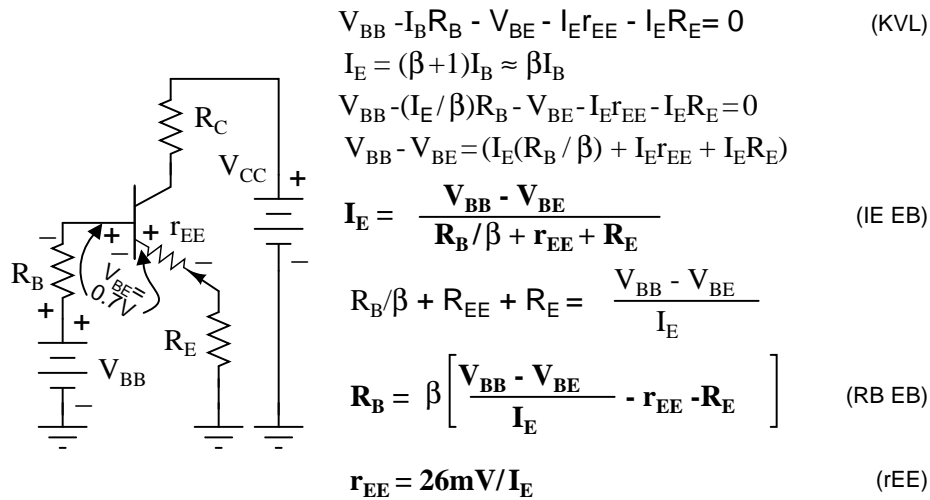 V_BB - I_B R_B - V_BE - I_E r_EE - I_E R_E = 0 (KVL)
I_E = (β+1)I_B ≈ βI_B
V_BB -(I_E/β)R_B - V_BE - I_E r_EE - I_E R_E = 0
V_BB - V_BE = (I_E(R_B/β) + I_E r_EE + I_E R_E)
I_E = (V_BB - V_BE) / (R_B/β + r_EE + R_E) (IE EB)
R_B/β + R_EE + R_E = (V_BB - V_BE) / I_E
R_B = β[(V_BB - V_BE) / I_E - r_EE - R_E] (RB EB)
r_EE = 26mV/I_E (rEE)
R_C
V_CC
+
−
r_EE
−
+
+
−
−
R_B
V_BE=
0.7V
+
+
R_E
V_BB
−